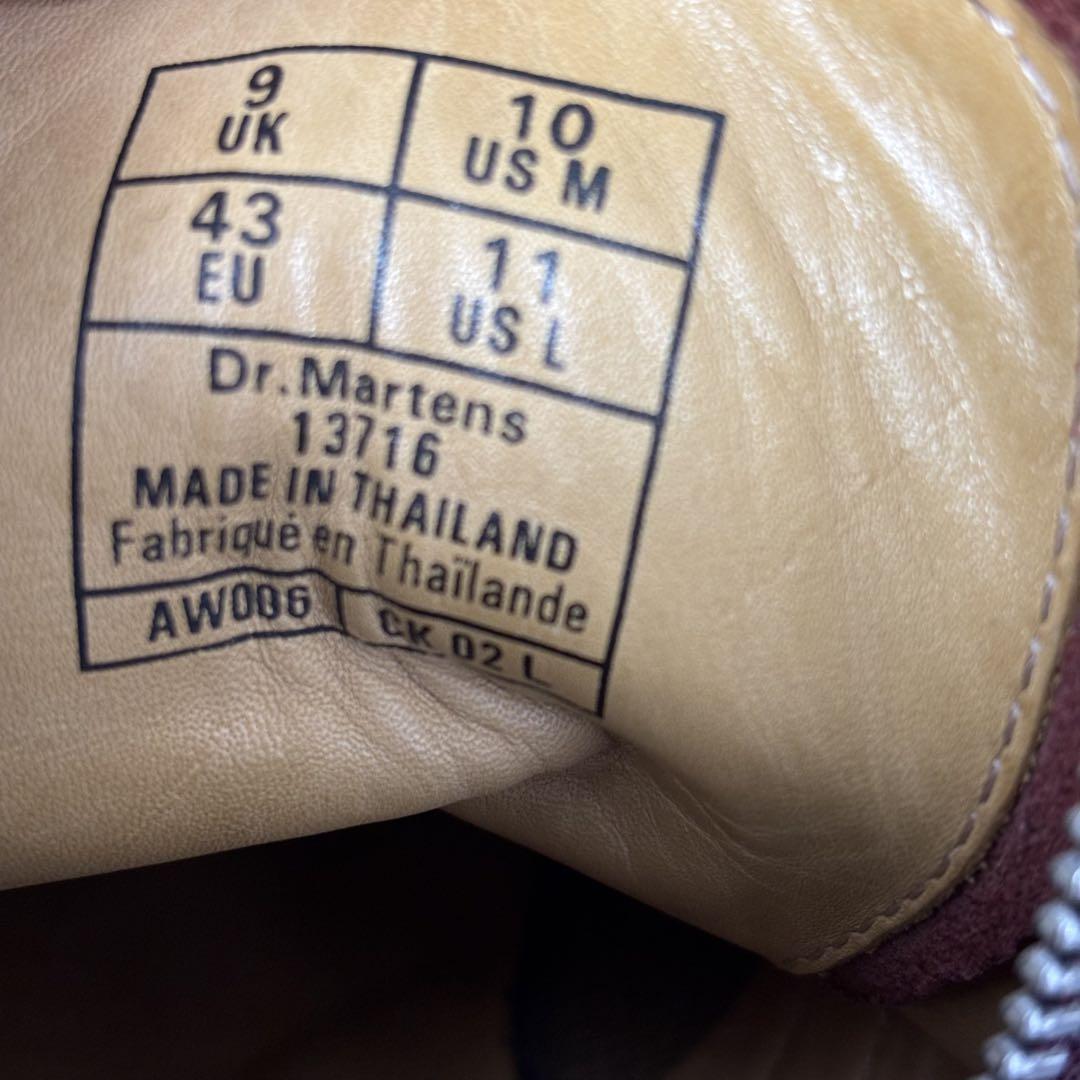 9
UK
10
US M
43
EU
11
US L
Dr.Martens
13716
MADE IN THAILAND
Fabriqué en Thaïlande
AW006
CK 02 L